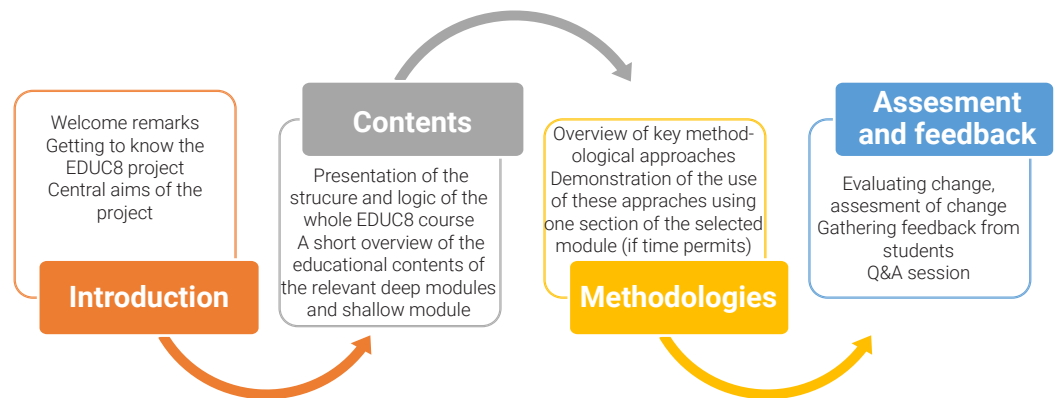 Welcome remarks
Getting to know the
EDUC8 project
Central aims of the
project
Introduction
Contents
Presentation of the
strucure and logic of the
whole EDUC8 course
A short overview of the
educational contents of
the relevant deep modules
and shallow module
Overview of key method-
ological approaches
Demonstration of the use
of these appraches using
one section of the selected
module (if time permits)
Methodologies
Assesment
and feedback
Evaluating change,
assesment of change
Gathering feedback from
students
Q&A session